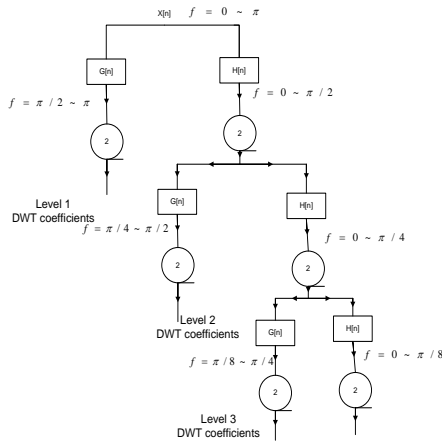 X[n] f = 0 ~ π
G[n] H[n]
f = π / 2 ~ π f = 0 ~ π / 2
2 2
Level 1
DWT coefficients
G[n] H[n]
f = π / 4 ~ π / 2 f = 0 ~ π / 4
2 2
Level 2
DWT coefficients
G[n] H[n]
f = π / 8 ~ π / 4 f = 0 ~ π / 8
2 2
Level 3
DWT coefficients